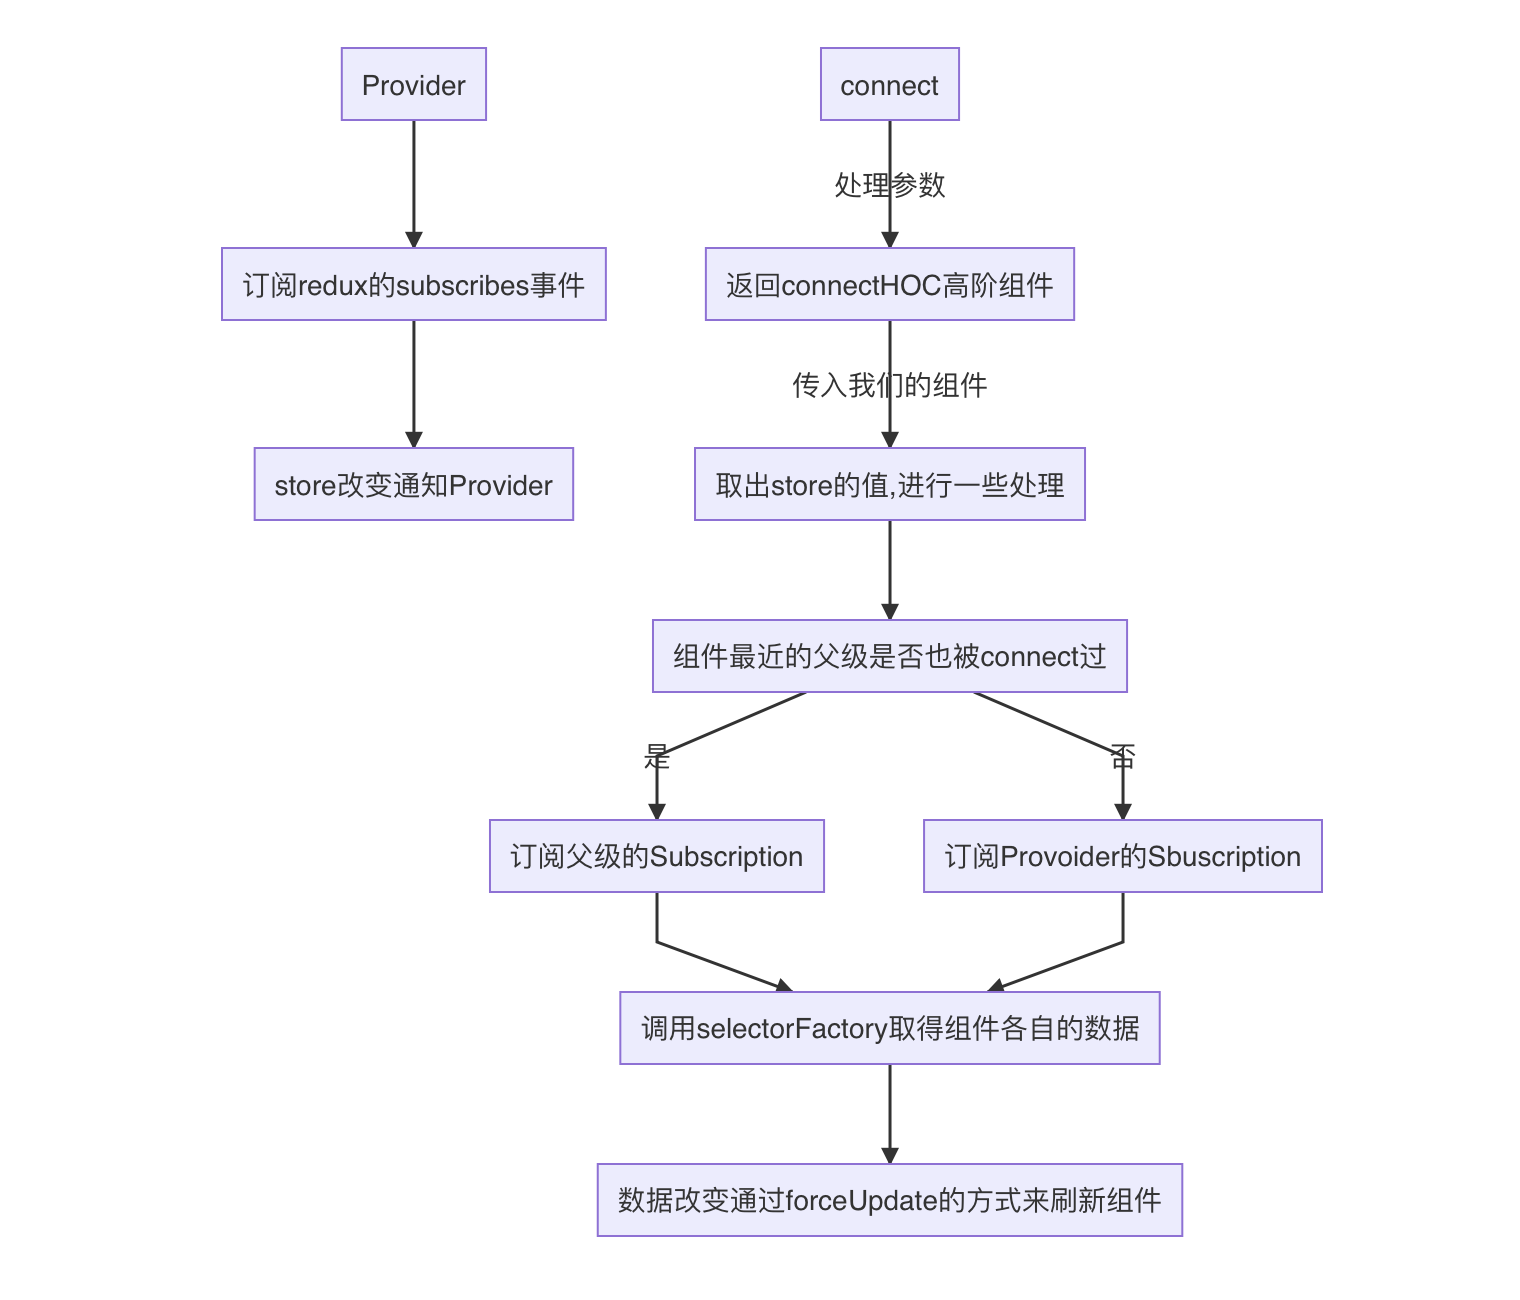 Provider
connect
处理参数
订阅redux的subscribes事件
返回connectHOC高阶组件
传入我们的组件
store改变通知Provider
取出store的值,进行一些处理
组件最近的父级是否也被connect过
是
否
订阅父级的Subscription
订阅Provoider的Sbuscription
调用selectorFactory取得组件各自的数据
数据改变通过forceUpdate的方式来刷新组件